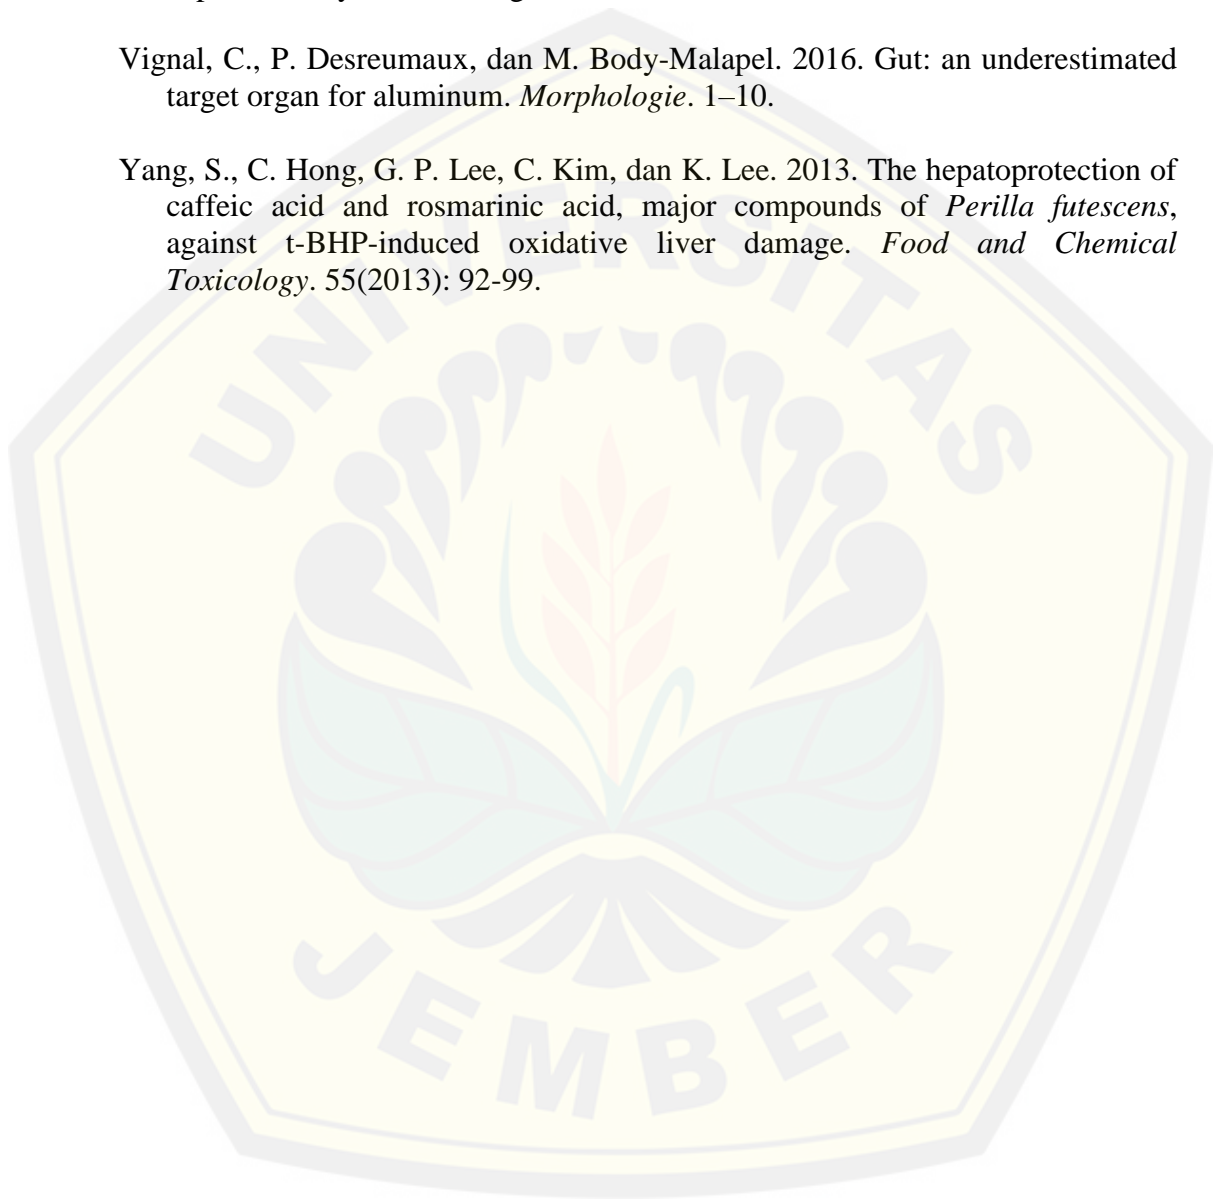 Vignal, C., P. Desreumaux, dan M. Body-Malapel. 2016. Gut: an underestimated
target organ for aluminum. Morphologie. 1–10.
Yang, S., C. Hong, G. P. Lee, C. Kim, dan K. Lee. 2013. The hepatoprotection of
caffeic acid and rosmarinic acid, major compounds of Perilla futescens,
against t-BHP-induced oxidative liver damage. Food and Chemical
Toxicology. 55(2013): 92-99.
UNIVERSITAS
JEMBER